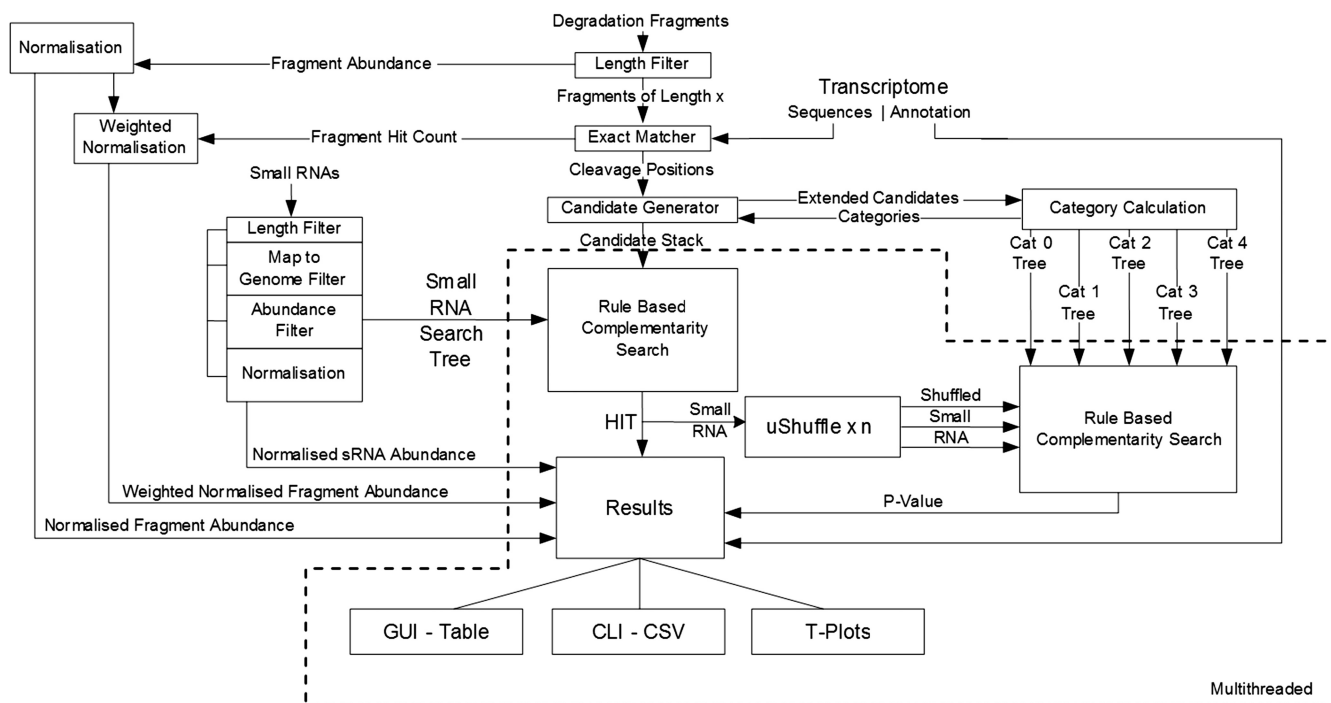 Degradation Fragments
Normalisation
Fragment Abundance
Length Filter
Fragments of Length x
Transcriptome
Sequences | Annotation
Weighted
Normalisation
Fragment Hit Count
Exact Matcher
Cleavage Positions
Small RNAs
Candidate Generator
Extended Candidates
Categories
Category Calculation
Length Filter
Map to
Genome Filter
Abundance
Filter
Normalisation
Candidate Stack
Cat 0
Tree
Cat 1
Tree
Cat 2
Tree
Cat 3
Tree
Cat 4
Tree
Small
RNA
Search
Tree
Rule Based
Complementarity
Search
HIT
Small
RNA
uShuffle x n
Shuffled
Small
RNA
Rule Based
Complementarity Search
Normalised sRNA Abundance
Weighted Normalised Fragment Abundance
Normalised Fragment Abundance
Results
P-Value
GUI - Table
CLI - CSV
T-Plots
Multithreaded